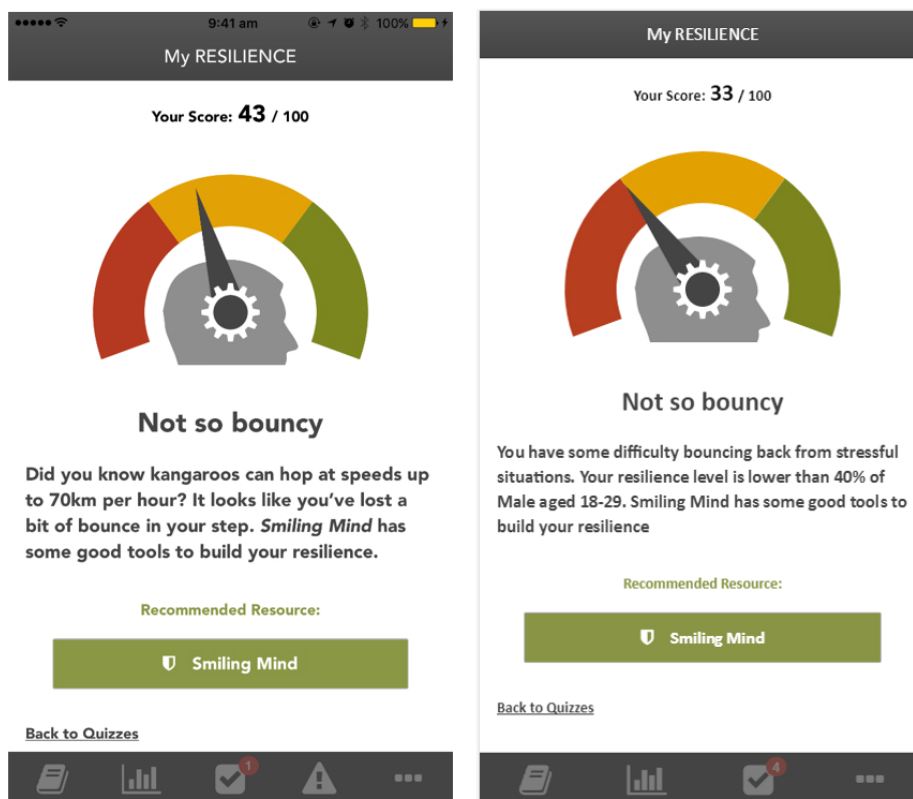 9:41 am 100%
My RESILIENCE
Your Score: 43 / 100
Not so bouncy
Did you know kangaroos can hop at speeds up
to 70km per hour? It looks like you’ve lost a
bit of bounce in your step. Smiling Mind has
some good tools to build your resilience.
Recommended Resource:
Smiling Mind
Back to Quizzes
1
My RESILIENCE
Your Score: 33 / 100
Not so bouncy
You have some difficulty bouncing back from stressful
situations. Your resilience level is lower than 40% of
Male aged 18-29. Smiling Mind has some good tools to
build your resilience
Recommended Resource:
Smiling Mind
Back to Quizzes
4